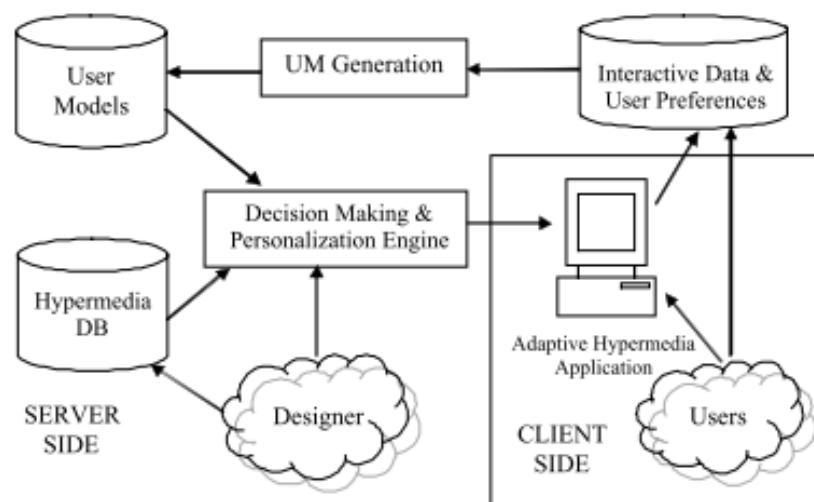 User
Models
UM Generation
Interactive Data &
User Preferences
Decision Making &
Personalization Engine
Hypermedia
DB
Adaptive Hypermedia
Application
Designer
Users
SERVER
SIDE
CLIENT
SIDE